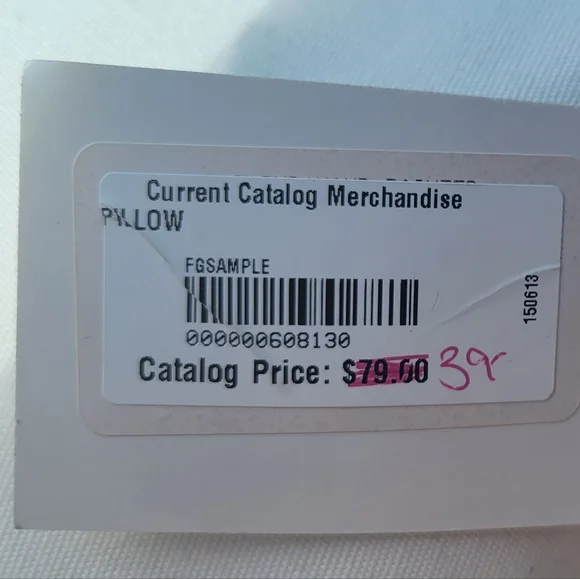 Current Catalog Merchandise
PILLOW
FGSAMPLE
000000608130
Catalog Price: $79.00 39
150613